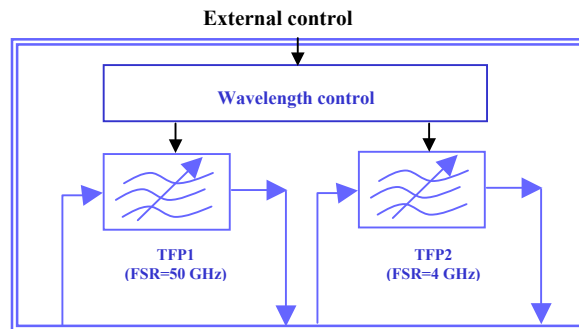 External control
Wavelength control
TFP1
(FSR=50 GHz)
TFP2
(FSR=4 GHz)